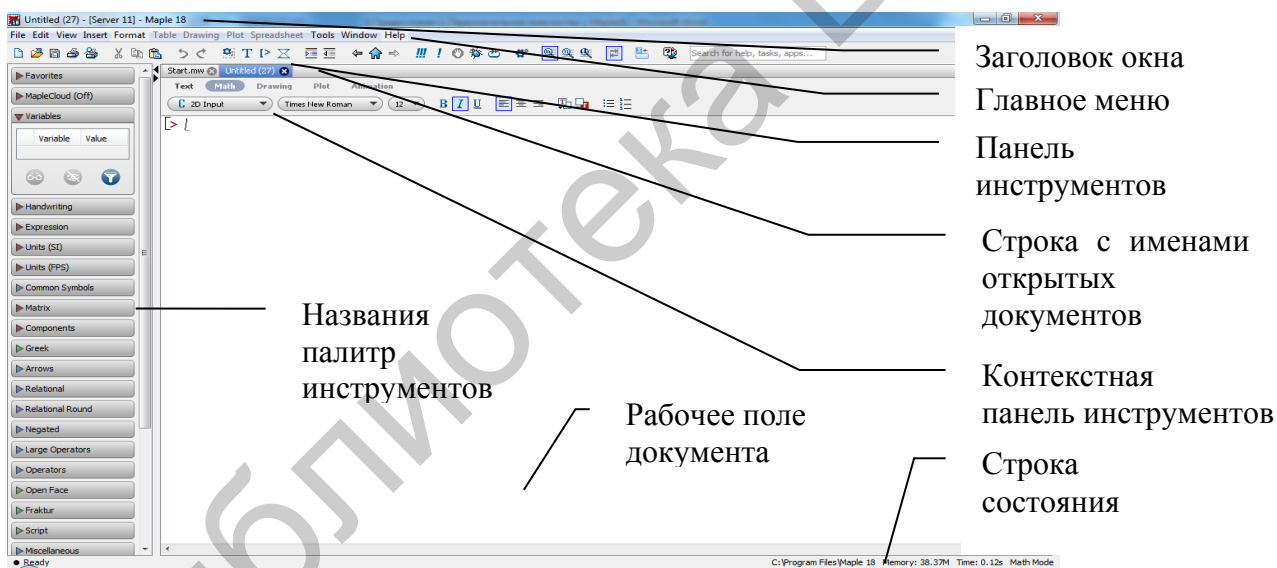 Untitled (27) - [Server 11] - Maple 18
File Edit View Insert Format Table Drawing Plot Spreadsheet Tools Window Help
Search for help, tasks, apps...
Start.mw Untitled (27)
Text Math Drawing Plot Animation
C 2D Input Times New Roman 12 B I U
Favorites
MapleCloud (Off)
Variables
Variable Value
Handwriting
Expression
Units (SI)
Units (FPS)
Common Symbols
Matrix
Components
Greek
Arrows
Relational
Relational Round
Negated
Large Operators
Operators
Open Face
Fraktur
Script
Miscellaneous
Ready
C:\Program Files\Maple 18 Memory: 38.37M Time: 0.12s Math Mode
Заголовок окна
Главное меню
Панель
инструментов
Строка с именами
открытых
документов
Контекстная
панель инструментов
Строка
состояния
Названия
палитр
инструментов
Рабочее поле
документа
блиотека Б